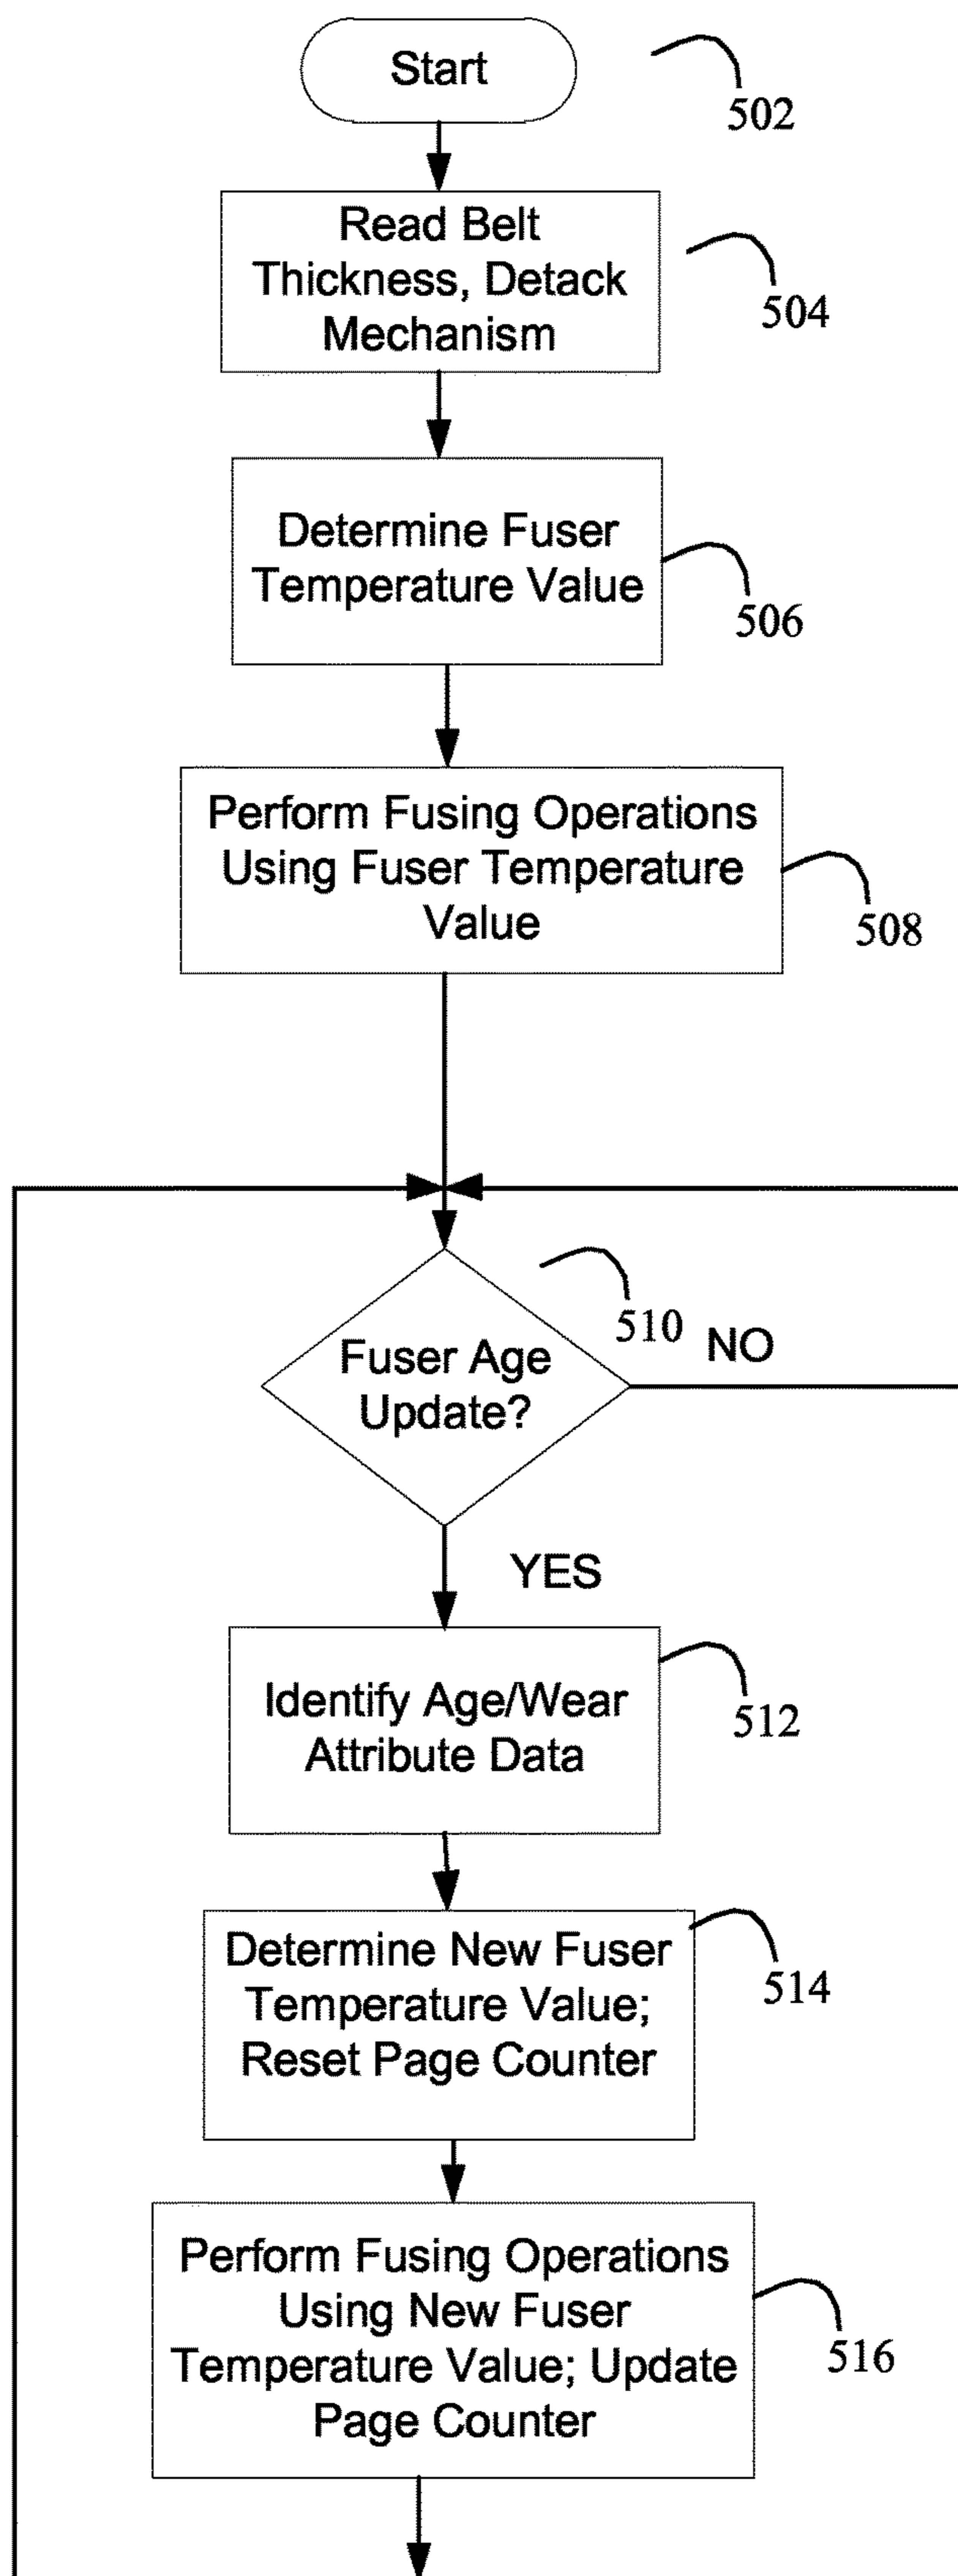 Start
502
Read Belt
Thickness, Detack
Mechanism
504
Determine Fuser
Temperature Value
506
Perform Fusing Operations
Using Fuser Temperature
Value
508
510
NO
Fuser Age
Update?
YES
Identify Age/Wear
Attribute Data
512
Determine New Fuser
Temperature Value;
Reset Page Counter
514
Perform Fusing Operations
Using New Fuser
Temperature Value; Update
Page Counter
516